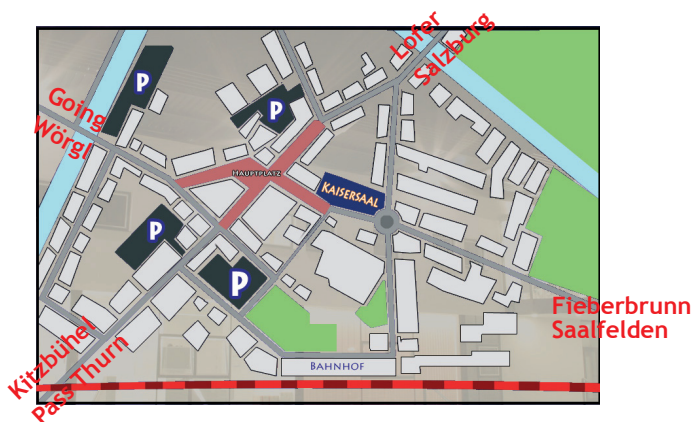 Lofer
Salzburg
Going
Wörgl
P
P
HAUPTPLATZ
KAISERSAAL
P
P
Fieberbrunn
Saalfelden
Kitzbühel
Pass Thurn
BAHNHOF